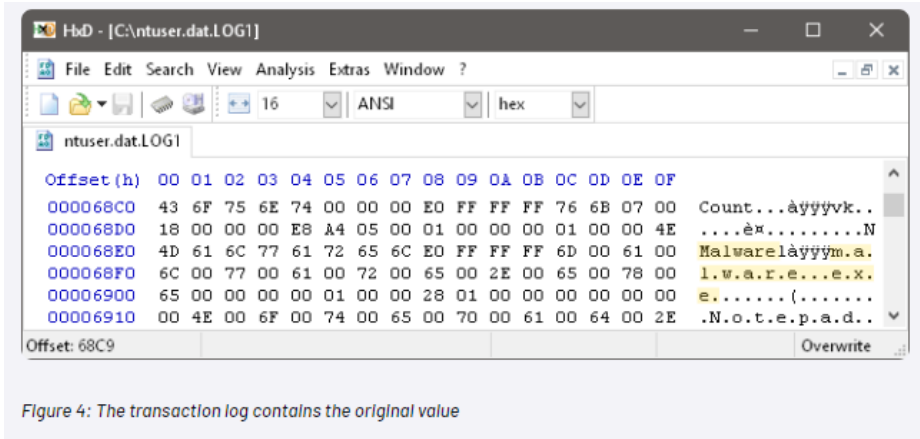 HxD - [C:\ntuser.dat.LOG1]
File Edit Search View Analysis Extras Window ?
16 ANSI hex
ntuser.dat.LOG1
Offset(h) 00 01 02 03 04 05 06 07 08 09 0A 0B 0C 0D 0E 0F
000068C0 43 6F 75 6E 74 00 00 00 E0 FF FF FF 76 6B 07 00 Count...àÿÿÿvk..
000068D0 18 00 00 00 E8 A4 05 00 01 00 00 00 01 00 00 4E ....è¤.........N
000068E0 4D 61 6C 77 61 72 65 6C E0 FF FF FF 6D 00 61 00 Malwarelàÿÿÿm.a.
000068F0 6C 00 77 00 61 00 72 00 65 00 2E 00 65 00 78 00 l.w.a.r.e...e.x.
00006900 65 00 00 00 00 01 00 00 28 01 00 00 00 00 00 00 e.......(.......
00006910 00 4E 00 6F 00 74 00 65 00 70 00 61 00 64 00 2E .N.o.t.e.p.a.d..
Offset: 68C9 Overwrite
Figure 4: The transaction log contains the original value